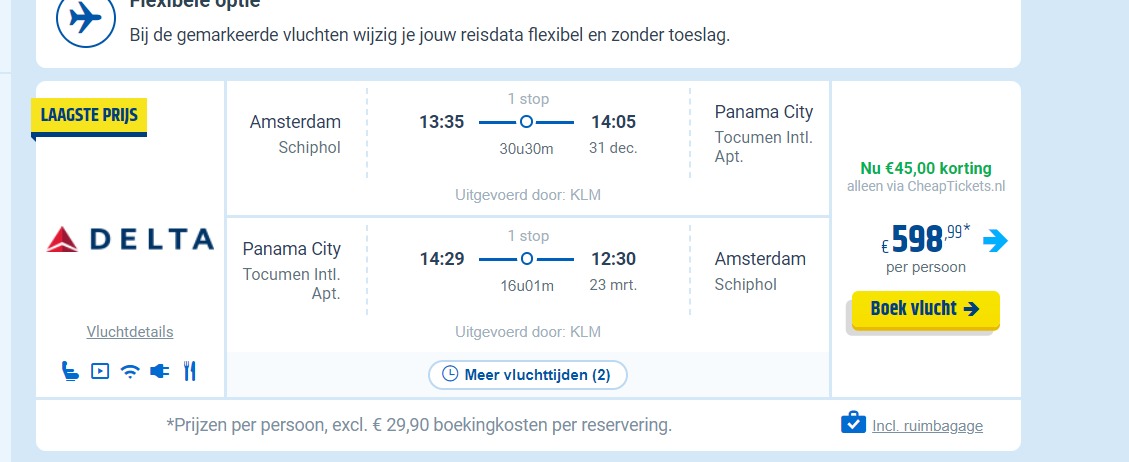 Flexibele optie
Bij de gemarkeerde vluchten wijzig je jouw reisdata flexibel en zonder toeslag.
LAAGSTE PRIJS
DELTA
Vluchtdetails
Amsterdam
Schiphol
1 stop
13:35
14:05
30u30m
31 dec.
Panama City
Tocumen Intl.
Apt.
Uitgevoerd door: KLM
Panama City
Tocumen Intl.
Apt.
1 stop
14:29
12:30
16u01m
23 mrt.
Amsterdam
Schiphol
Uitgevoerd door: KLM
Meer vluchttijden (2)
Nu €45,00 korting
alleen via CheapTickets.nl
€ 598,99*
per persoon
Boek vlucht
*Prijzen per persoon, excl. € 29,90 boekingkosten per reservering.
Incl. ruimbagage